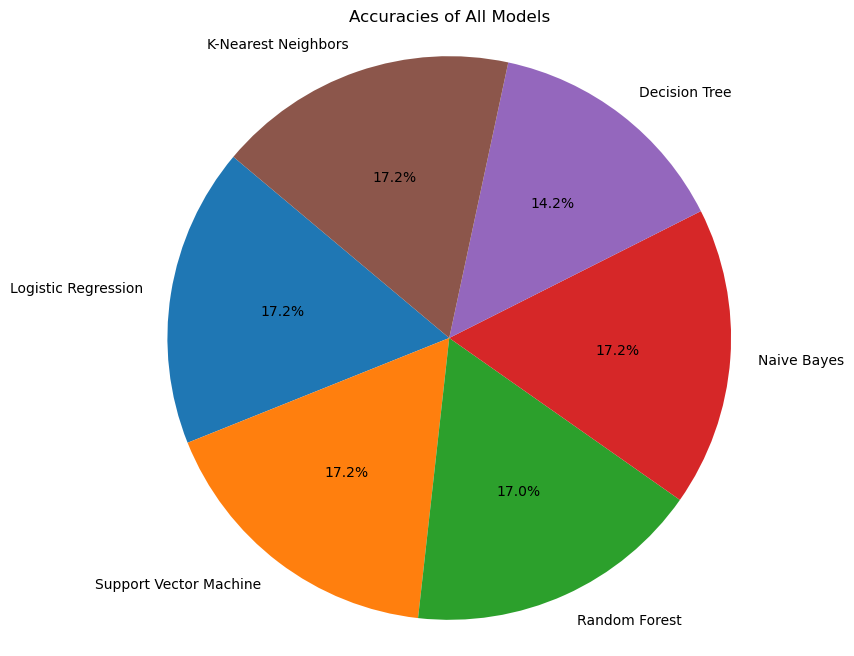 Accuracies of All Models
K-Nearest Neighbors
Decision Tree
17.2%
14.2%
Logistic Regression
17.2%
17.2%
Naive Bayes
17.2%
17.0%
Support Vector Machine
Random Forest